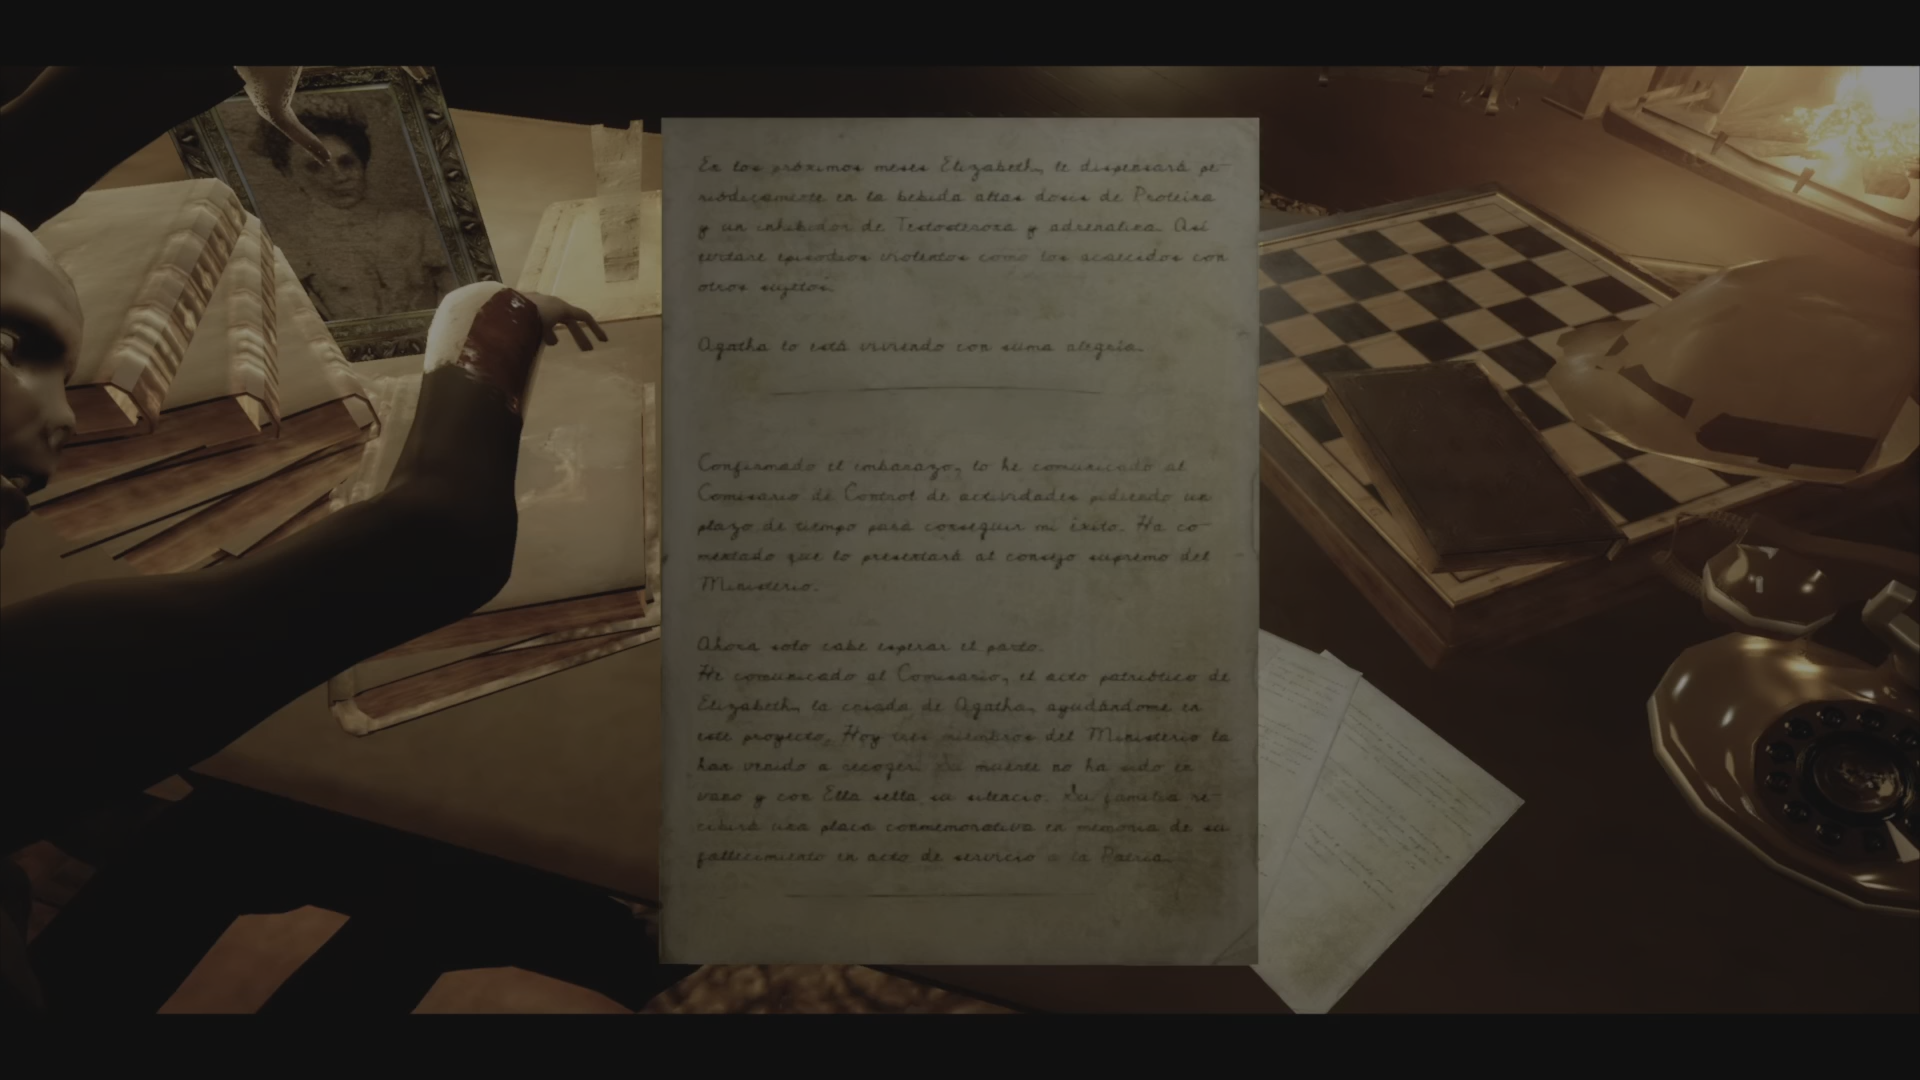 En los próximos meses Elizabeth, le dispensará pe-
riódicamente en la bebida altas dosis de Proteína
y un inhibidor de Testosterona y adrenalina. Así
evitaré episodios violentos como los acaecidos con
otros sujetos.
Agatha lo está viviendo con suma alegría.
Confirmado el embarazo, lo he comunicado al
Comisario de Control de actividades pidiendo un
plazo de tiempo para conseguir mi éxito. Ha co-
mentado que lo presentará al consejo supremo del
Ministerio.
Ahora solo cabe esperar el parto.
He comunicado al Comisario, el acto patriótico de
Elizabeth, la criada de Agatha, ayudándome en
este proyecto. Hoy tres miembros del Ministerio la
han venido a recoger. Su muerte no ha sido en
vano y con Ella sella su silencio. Su familia re-
cibirá una placa conmemorativa en memoria de su
fallecimiento en acto de servicio a la Patria.